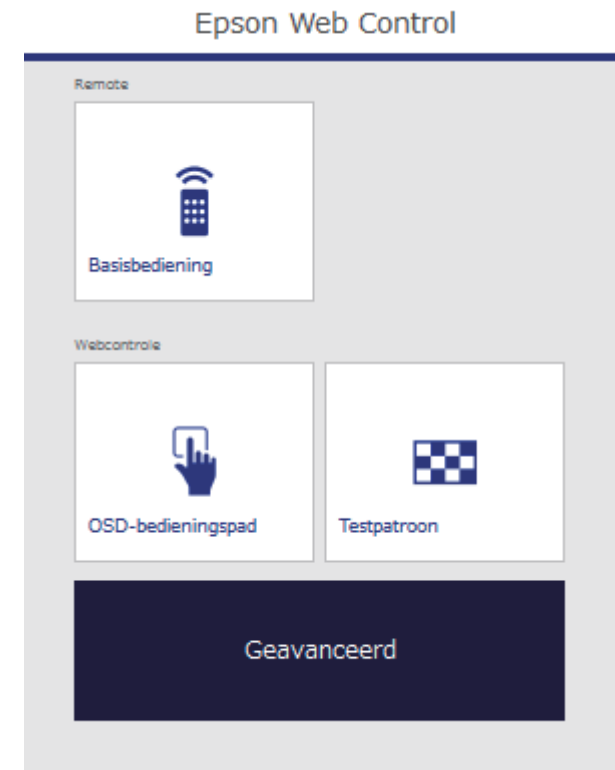 Epson Web Control
Remote
Basisbediening
Webcontrole
OSD-bedieningspad
Testpatroon
Geavanceerd